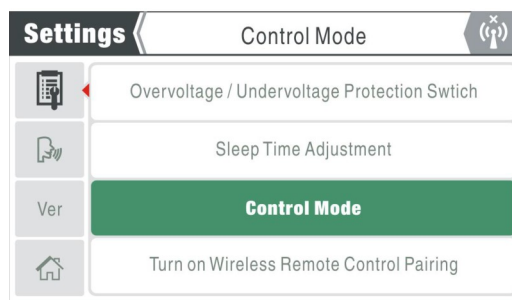 Settings
Control Mode
Overvoltage / Undervoltage Protection Swtich
Sleep Time Adjustment
Ver
Control Mode
Turn on Wireless Remote Control Pairing